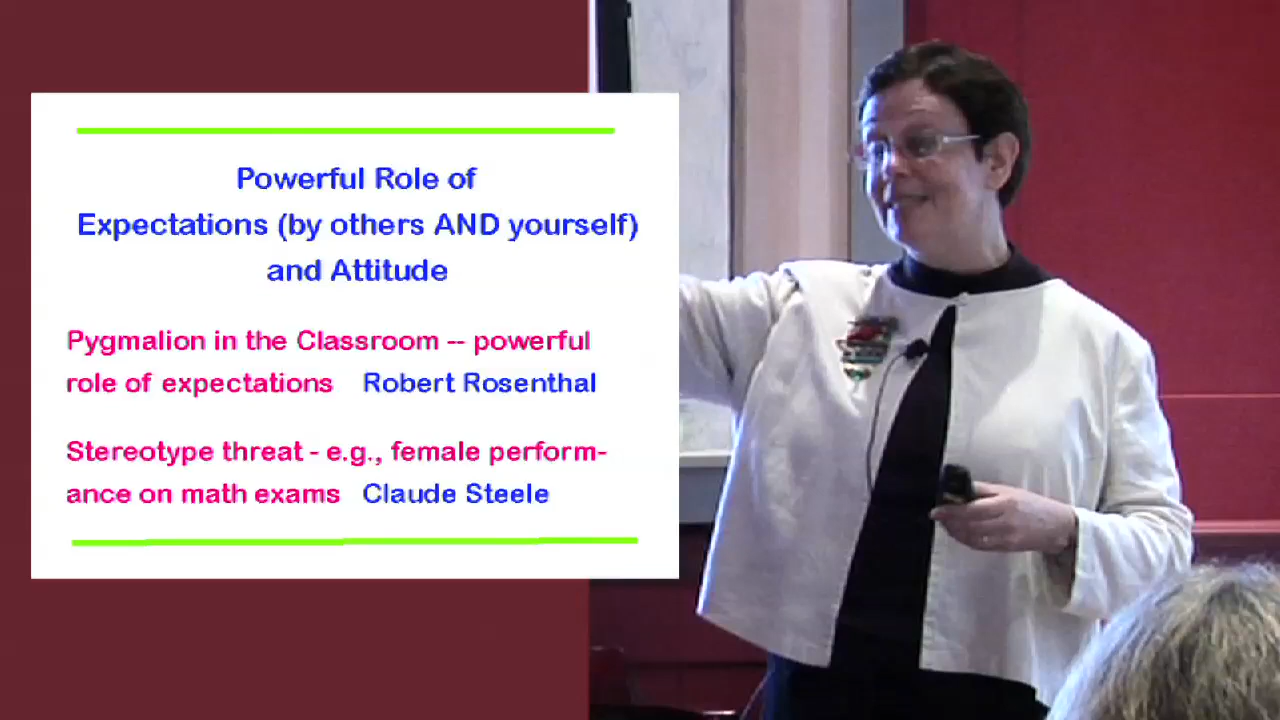 Powerful Role of
Expectations (by others AND yourself)
and Attitude
Pygmalion in the Classroom -- powerful
role of expectations Robert Rosenthal
Stereotype threat - e.g., female perform-
ance on math exams Claude Steele